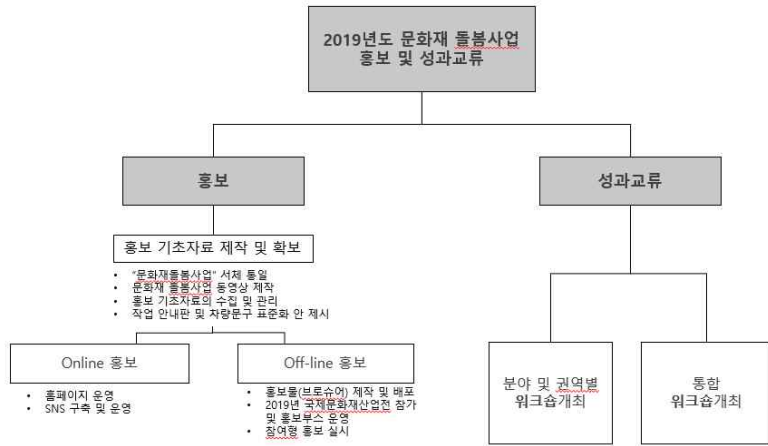 2019년도 문화재 돌봄사업
홍보 및 성과교류
홍보
성과교류
홍보 기초자료 제작 및 확보
• "문화재돌봄사업" 서체 통일
• 문화재 돌봄사업 동영상 제작
• 홍보 기초자료의 수집 및 관리
• 작업 안내판 및 차량문구 표준화 안 제시
Online 홍보
• 홈페이지 운영
• SNS 구축 및 운영
Off-line 홍보
• 홍보물(브로슈어) 제작 및 배포
• 2019년 국제문화재산업전 참가
및 홍보부스 운영
• 참여형 홍보 실시
분야 및 권역별
워크숍개최
통합
워크숍개최